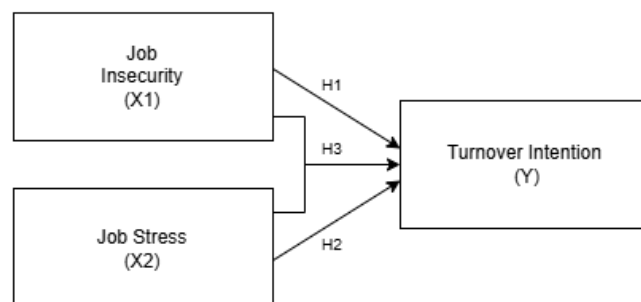 Job
Insecurity
(X1)
H1
H3
Turnover Intention
(Y)
Job Stress
(X2)
H2